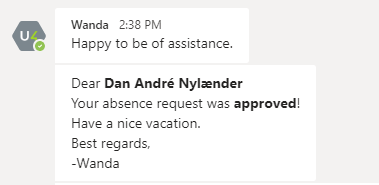 U4
Wanda 2:38 PM
Happy to be of assistance.
Dear Dan André Nylænder
Your absence request was approved!
Have a nice vacation.
Best regards,
-Wanda